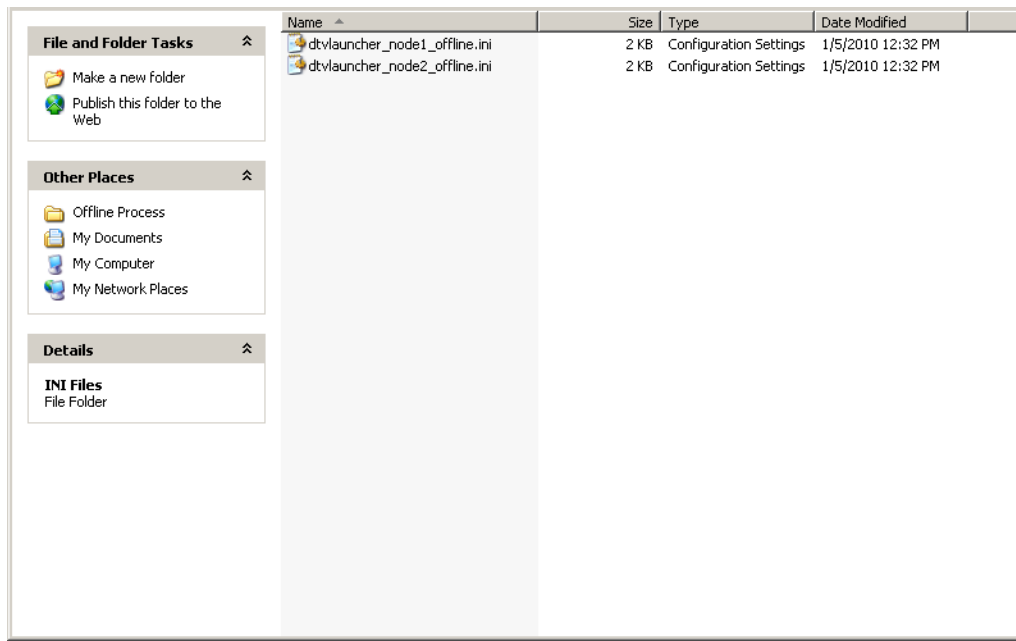 File and Folder Tasks
Make a new folder
Publish this folder to the
Web
Other Places
Offline Process
My Documents
My Computer
My Network Places
Details
INI Files
File Folder
Name Size Type Date Modified
dtvlauncher_node1_offline.ini 2 KB Configuration Settings 1/5/2010 12:32 PM
dtvlauncher_node2_offline.ini 2 KB Configuration Settings 1/5/2010 12:32 PM